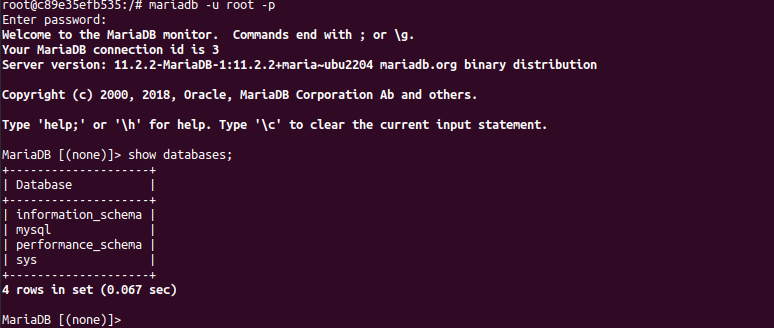 root@c89e35efb535:/# mariadb -u root -p
Enter password:
Welcome to the MariaDB monitor.  Commands end with ; or \g.
Your MariaDB connection id is 3
Server version: 11.2.2-MariaDB-1:11.2.2+maria~ubu2204 mariadb.org binary distribution

Copyright (c) 2000, 2018, Oracle, MariaDB Corporation Ab and others.

Type 'help;' or '\h' for help. Type '\c' to clear the current input statement.

MariaDB [(none)]> show databases;
+--------------------+
| Database           |
+--------------------+
| information_schema |
| mysql              |
| performance_schema |
| sys                |
+--------------------+
4 rows in set (0.067 sec)

MariaDB [(none)]>